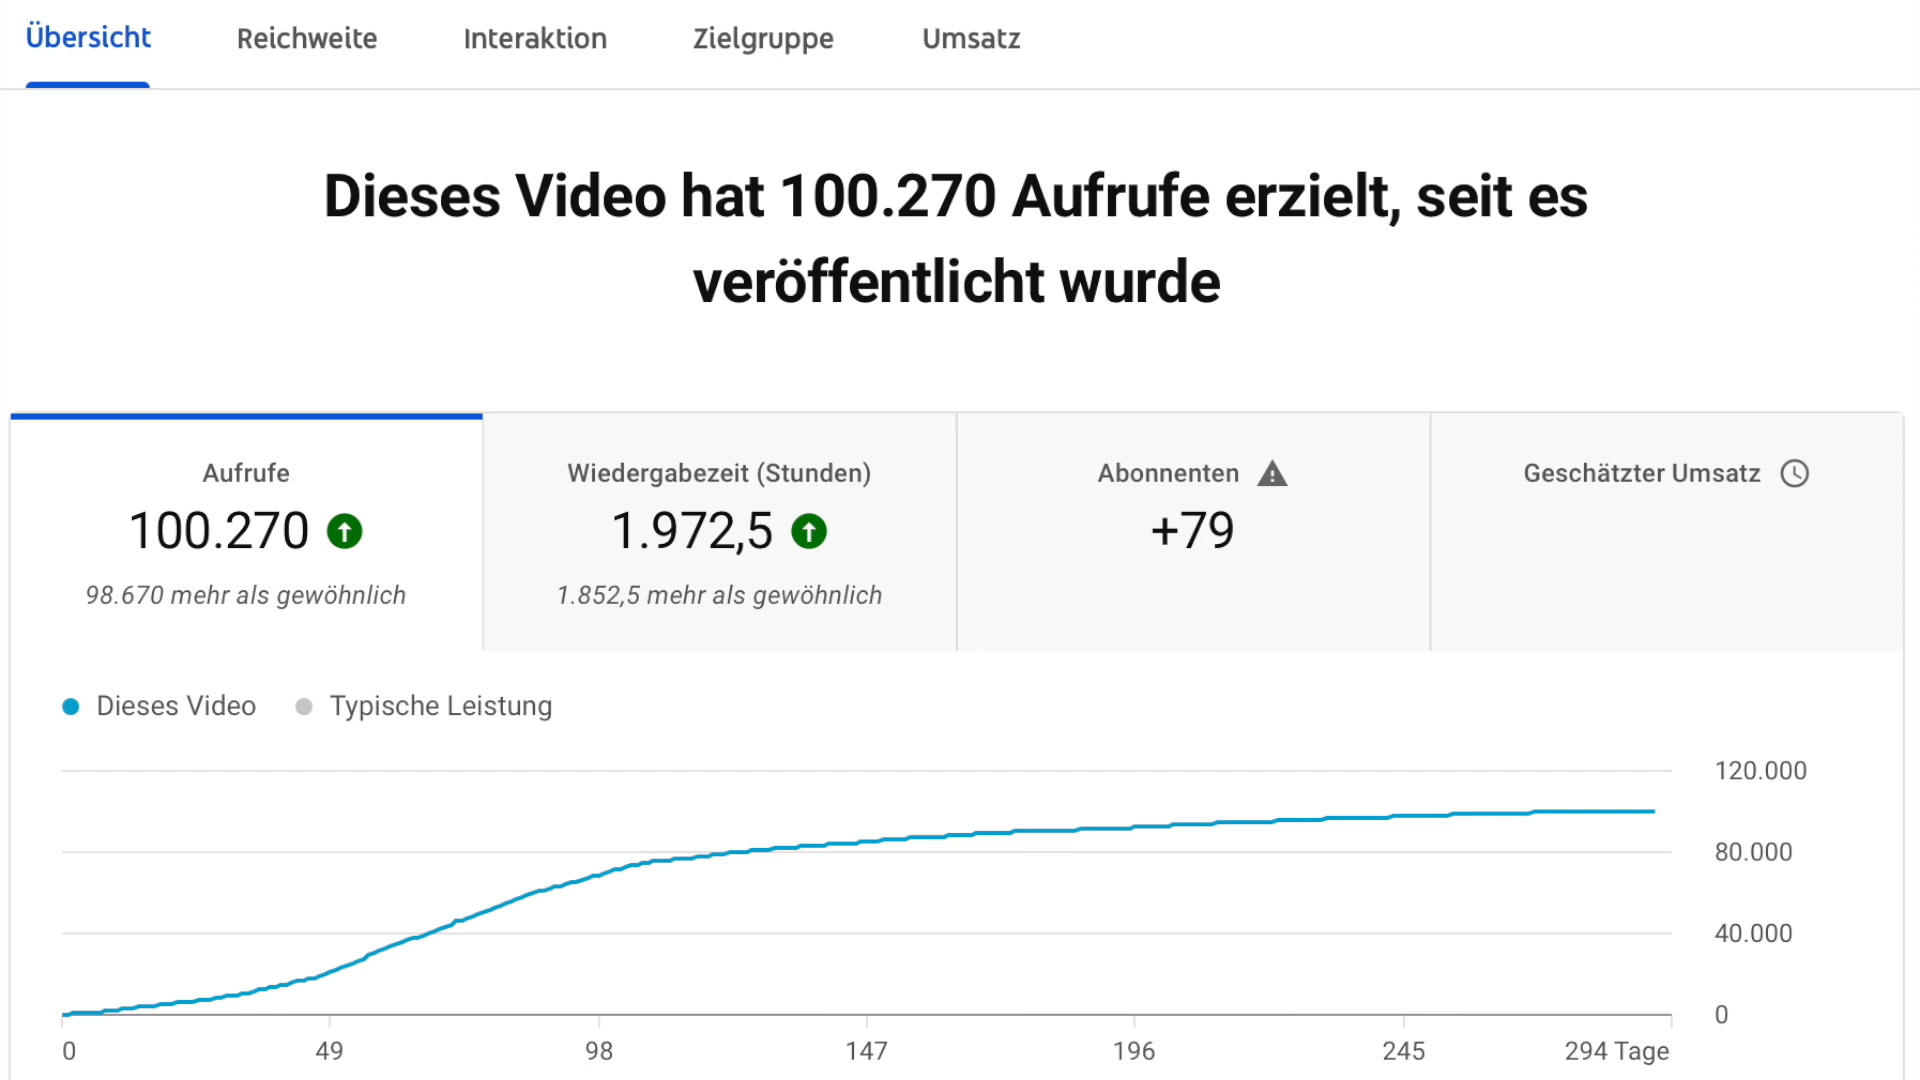 Übersicht Reichweite Interaktion Zielgruppe Umsatz
Dieses Video hat 100.270 Aufrufe erzielt, seit es
veröffentlicht wurde
Aufrufe
100.270
98.670 mehr als gewöhnlich
Wiedergabezeit (Stunden)
1.972,5
1.852,5 mehr als gewöhnlich
Abonnenten
+79
Geschätzter Umsatz
Dieses Video Typische Leistung
120.000
80.000
40.000
0
0 49 98 147 196 245 294 Tage